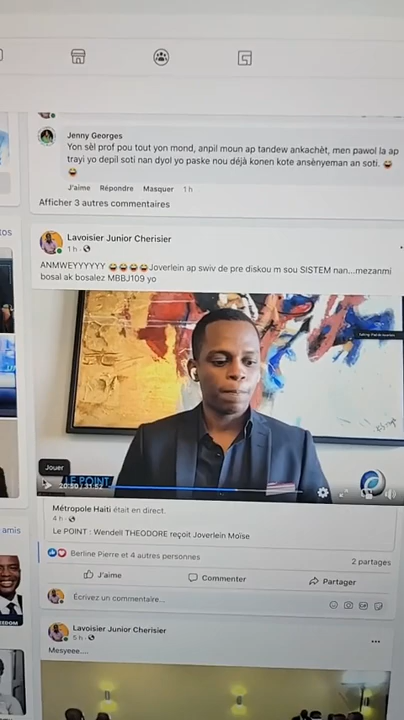 Jenny Georges
Yon sèl prof pou tout yon mond, anpil moun ap tandew ankachèt, men pawol la ap
trayi yo depil soti nan dyol yo paske nou déjà konen kote ansènyeman an soti. 😂
😂
J'aime Répondre Masquer 1 h
Afficher 3 autres commentaires
Lavoisier Junior Cherisier
1 h ·
ANMWEYYYYYY 😂😂😂😂Joverlein ap swiv de pre diskou m sou SISTEM nan...mezanmi
bosal ak bosalez MBBJ109 yo
Jouer
LE POINT
Métropole Haiti était en direct.
4 h ·
Le POINT : Wendell THEODORE reçoit Joverlein Moïse
Berline Pierre et 4 autres personnes
2 partages
J'aime
Commenter
Partager
Écrivez un commentaire...
amis
Lavoisier Junior Cherisier
5 h ·
Mesyeee....